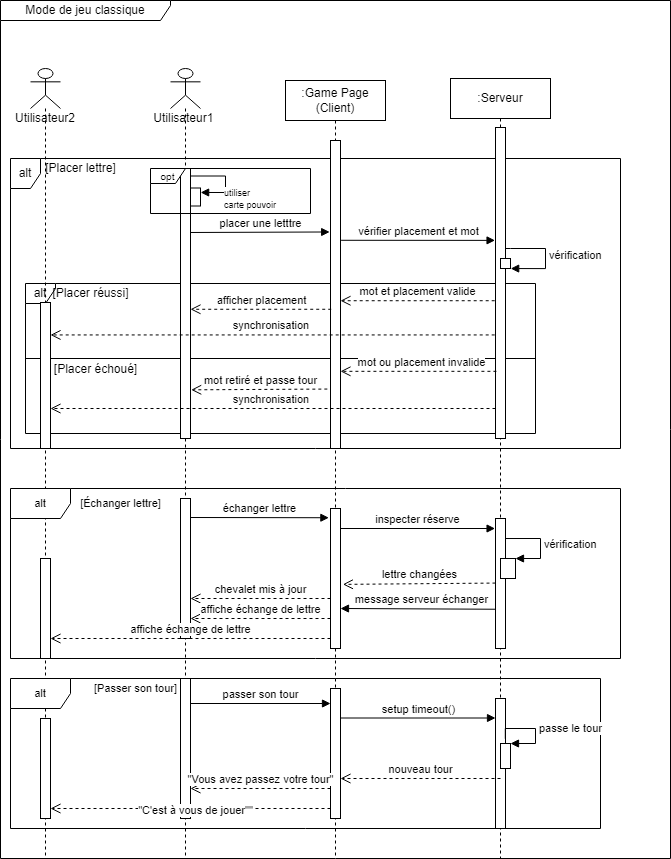 Mode de jeu classique
Utilisateur2
Utilisateur1
:Game Page
(Client)
:Serveur
alt
[Placer lettre]
opt
utiliser
carte pouvoir
placer une letttre
vérifier placement et mot
vérification
alt
[Placer réussi]
mot et placement valide
afficher placement
synchronisation
[Placer échoué]
mot ou placement invalide
mot retiré et passe tour
synchronisation
alt
[Échanger lettre]
échanger lettre
inspecter réserve
vérification
lettre changées
chevalet mis à jour
message serveur échanger
affiche échange de lettre
affiche échange de lettre
alt
[Passer son tour]
passer son tour
setup timeout()
passe le tour
nouveau tour
"Vous avez passez votre tour"
"C'est à vous de jouer""